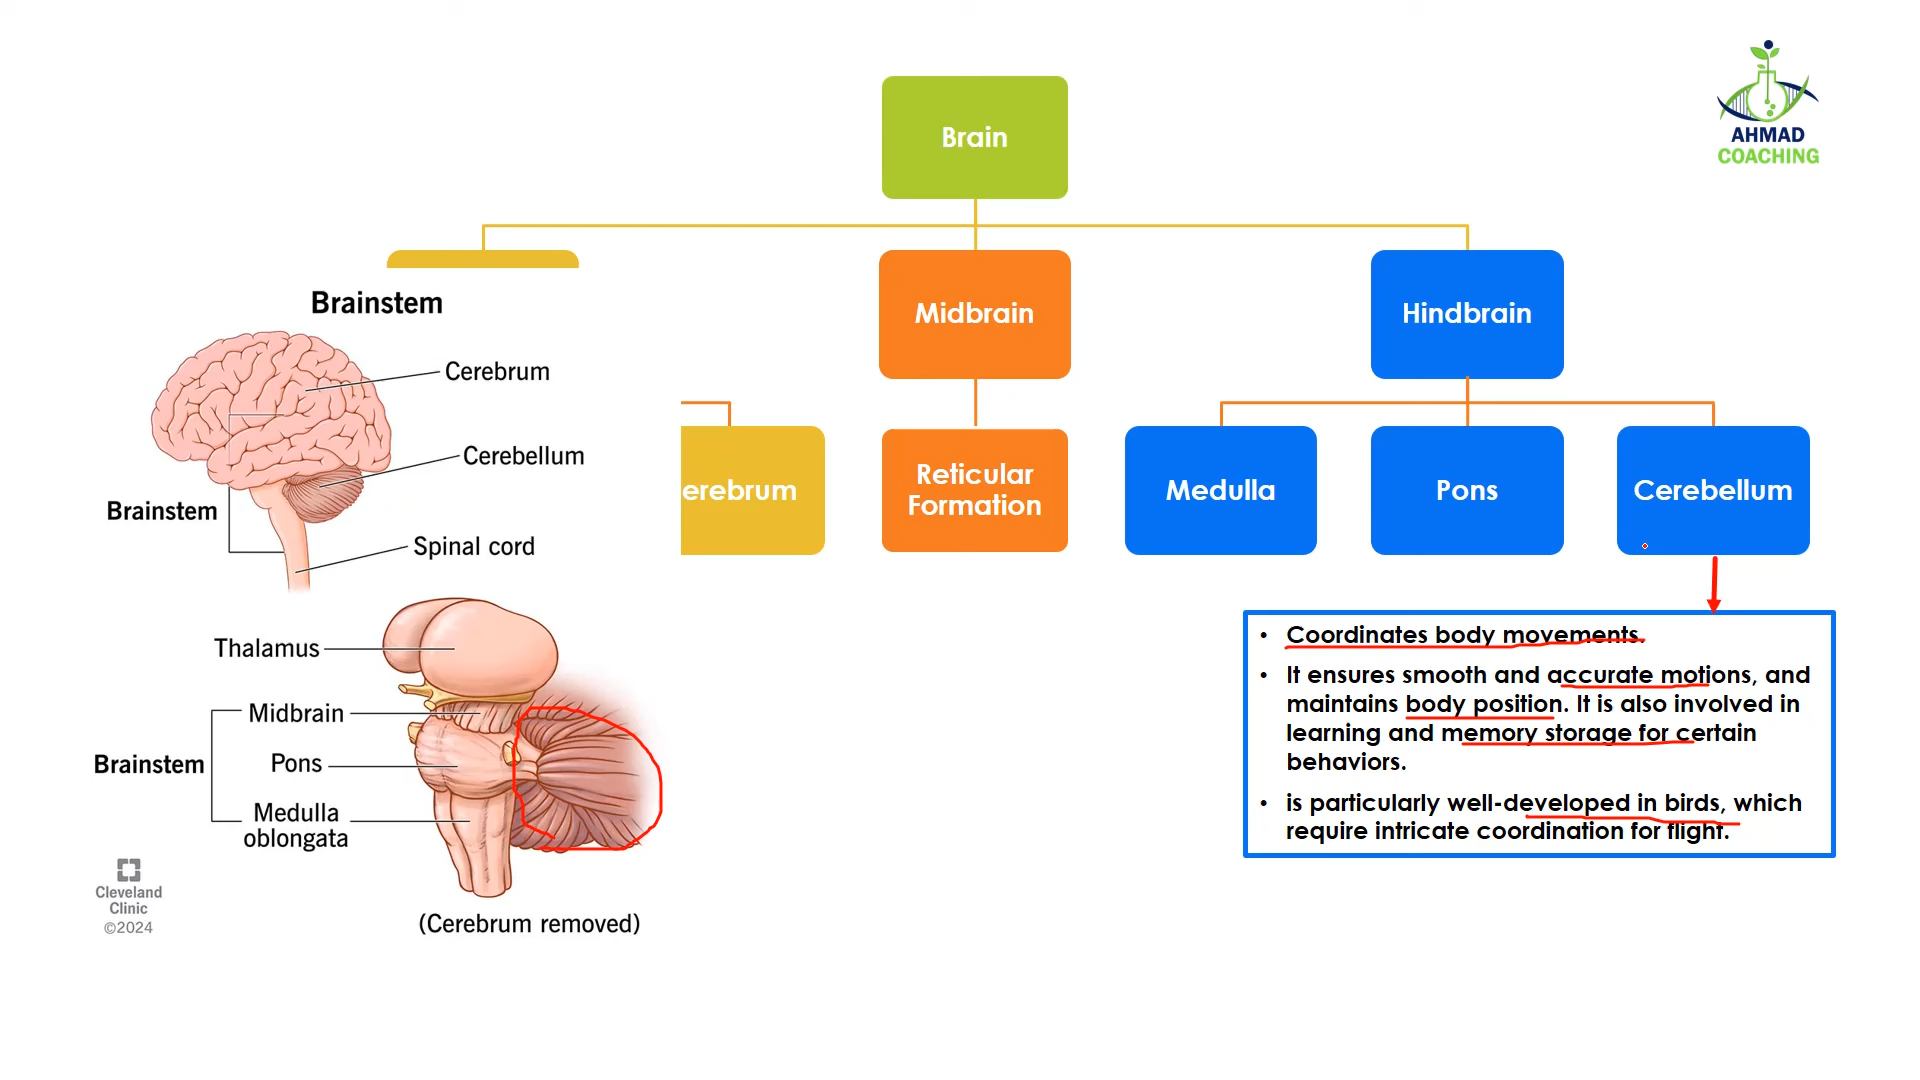 AHMAD
COACHING
Brain
Midbrain
Hindbrain
Brainstem
Cerebrum
Cerebellum
Brainstem
Spinal cord
erebrum
Reticular
Formation
Medulla
Pons
Cerebellum
Thalamus
Midbrain
Brainstem
Pons
Medulla
oblongata
Cleveland
Clinic
©2024
(Cerebrum removed)
• Coordinates body movements.
• It ensures smooth and accurate motions, and
maintains body position. It is also involved in
learning and memory storage for certain
behaviors.
• is particularly well-developed in birds, which
require intricate coordination for flight.